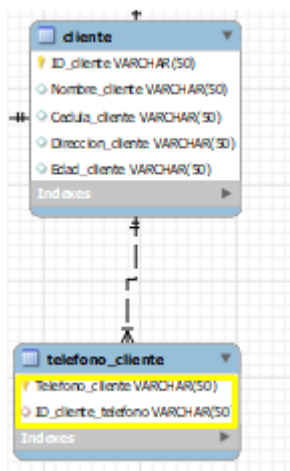 cliente
ID_cliente VARCHAR(50)
Nombre_cliente VARCHAR(50)
Cedula_cliente VARCHAR(50)
Direccion_cliente VARCHAR(50)
Edad_cliente VARCHAR(50)
Indexes
telefono_cliente
Telefono_cliente VARCHAR(50)
ID_cliente_telefono VARCHAR(50
Indexes